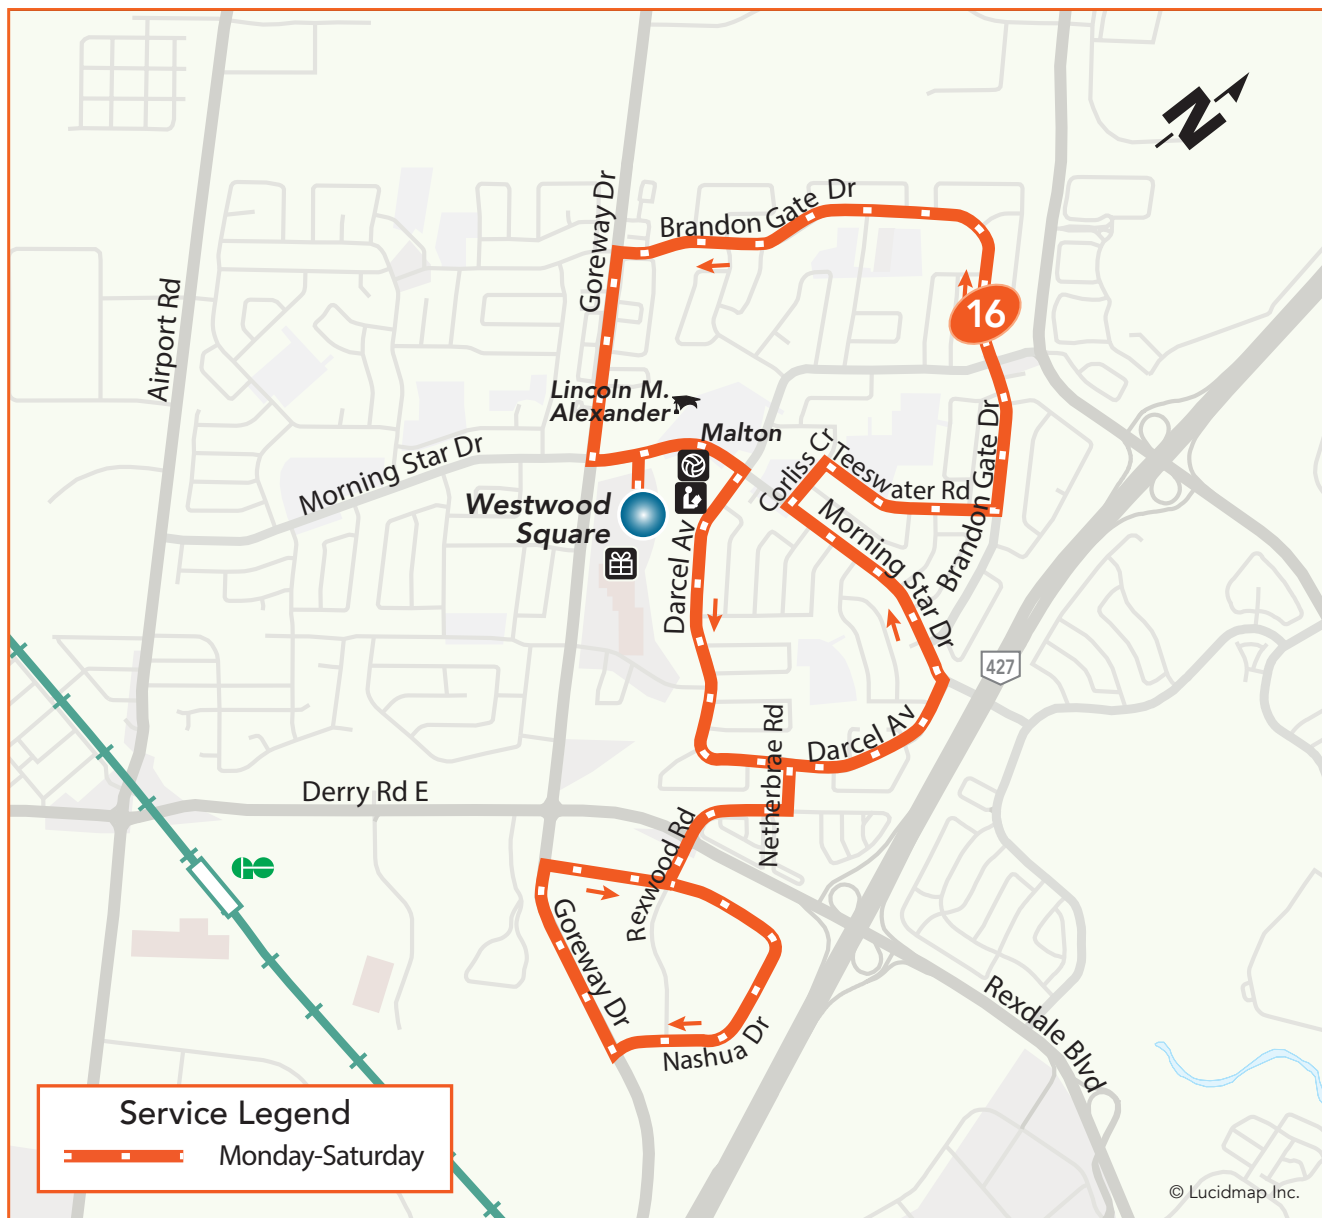 N
Goreway Dr
Brandon Gate Dr
Airport Rd
16
Lincoln M.
Alexander
Malton
Morning Star Dr
Corliss Cr
Teeswater Rd
Brandon Gate Dr
Westwood
Square
Darcel Av
Morning Star Dr
427
Netherbrae Rd
Darcel Av
Derry Rd E
Rexwood Rd
GO
Goreway Dr
Nashua Dr
Rexdale Blvd
Service Legend
Monday-Saturday
© Lucidmap Inc.